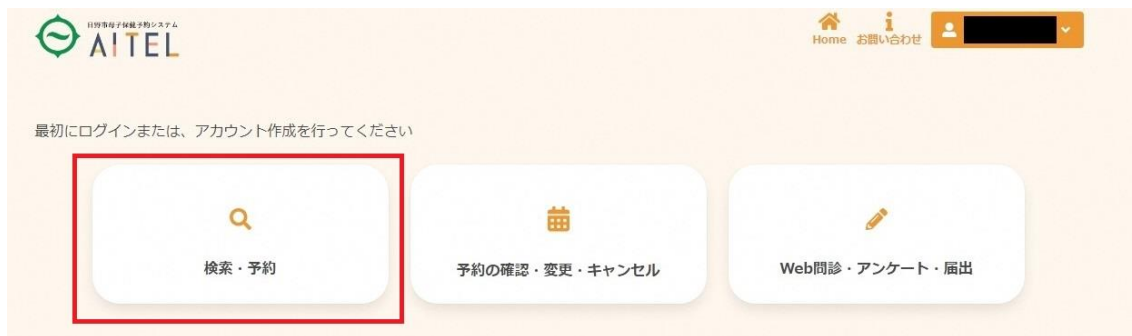 日野市母子保健予約システム
AITEL
Home
お問い合わせ
最初にログインまたは、アカウント作成を行ってください
検索・予約
予約の確認・変更・キャンセル
Web問診・アンケート・届出